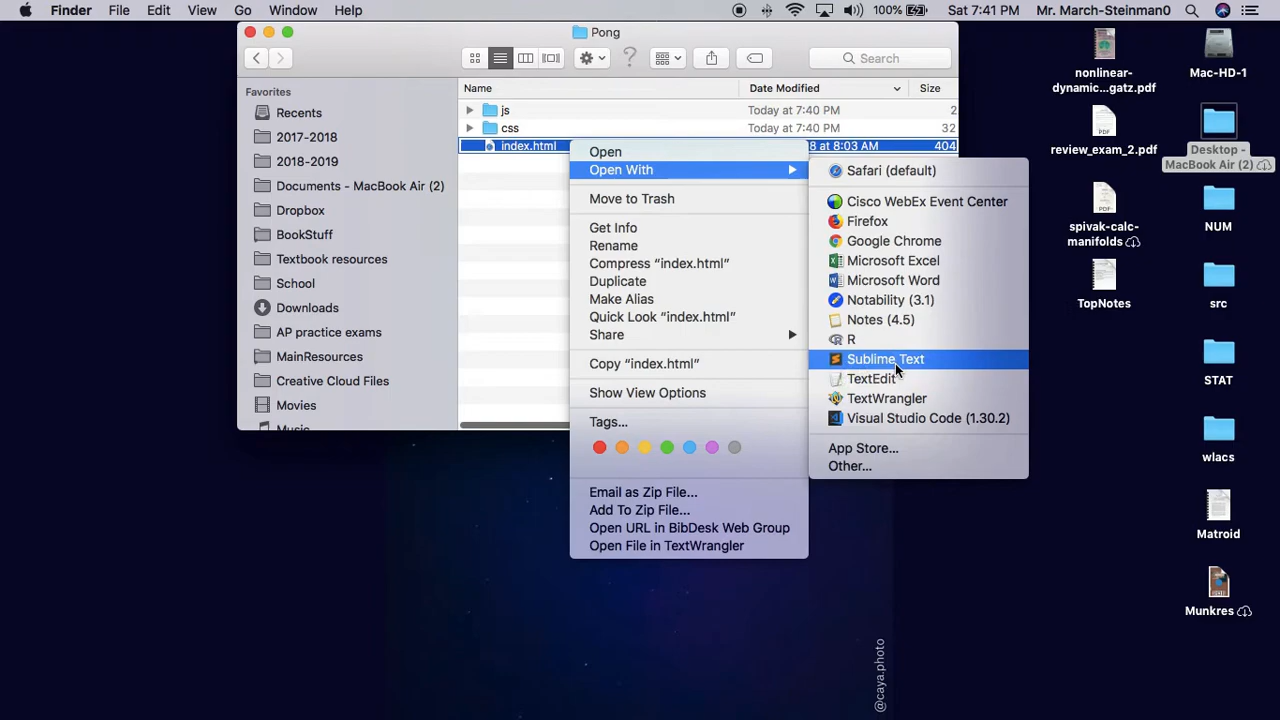 Finder File Edit View Go Window Help
100% Sat 7:41 PM Mr. March-Steinman0
Pong
Search
Favorites
Recents
2017-2018
2018-2019
Documents - MacBook Air (2)
Dropbox
BookStuff
Textbook resources
School
Downloads
AP practice exams
MainResources
Creative Cloud Files
Movies
Music
Name Date Modified Size
js Today at 7:40 PM 2
css Today at 7:40 PM 32
index.html 8 at 8:03 AM 404
Open
Open With
Move to Trash
Get Info
Rename
Compress “index.html”
Duplicate
Make Alias
Quick Look “index.html”
Share
Copy “index.html”
Show View Options
Tags...
Email as Zip File...
Add To Zip File...
Open URL in BibDesk Web Group
Open File in TextWrangler
Safari (default)
Cisco WebEx Event Center
Firefox
Google Chrome
Microsoft Excel
Microsoft Word
Notability (3.1)
Notes (4.5)
R
Sublime Text
TextEdit
TextWrangler
Visual Studio Code (1.30.2)
App Store...
Other...
nonlinear-
dynamic...gatz.pdf
review_exam_2.pdf
spivak-calc-
manifolds
TopNotes
Mac-HD-1
Desktop -
MacBook Air (2)
NUM
src
STAT
wlacs
Matroid
Munkres
@caya.photo